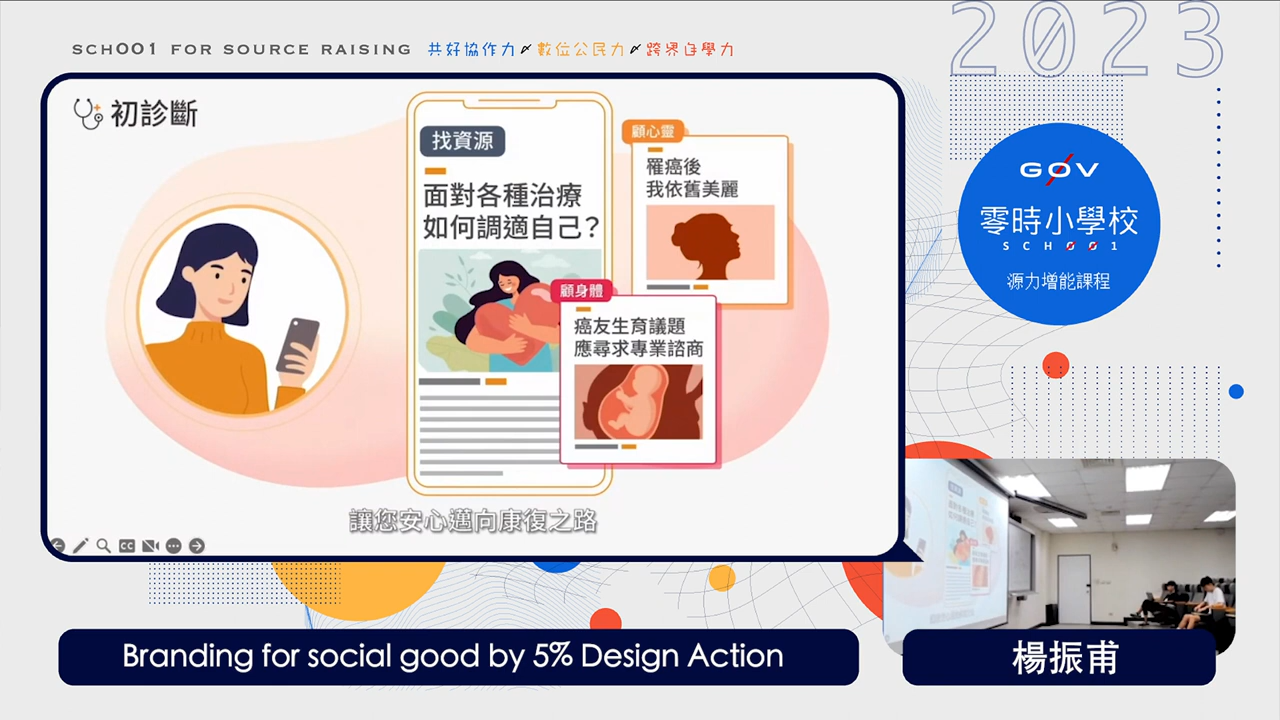 SCH001 FOR SOURCE RAISING 共好協作力 〆 數位公民力 〆 跨界自學力
2023
初診斷
找資源
面對各種治療
如何調適自己？
顧心靈
罹癌後
我依舊美麗
顧身體
癌友生育議題
應尋求專業諮商
讓您安心邁向康復之路
CC
G0V
零時小學校
SCH001
源力增能課程
Branding for social good by 5% Design Action
楊振甫